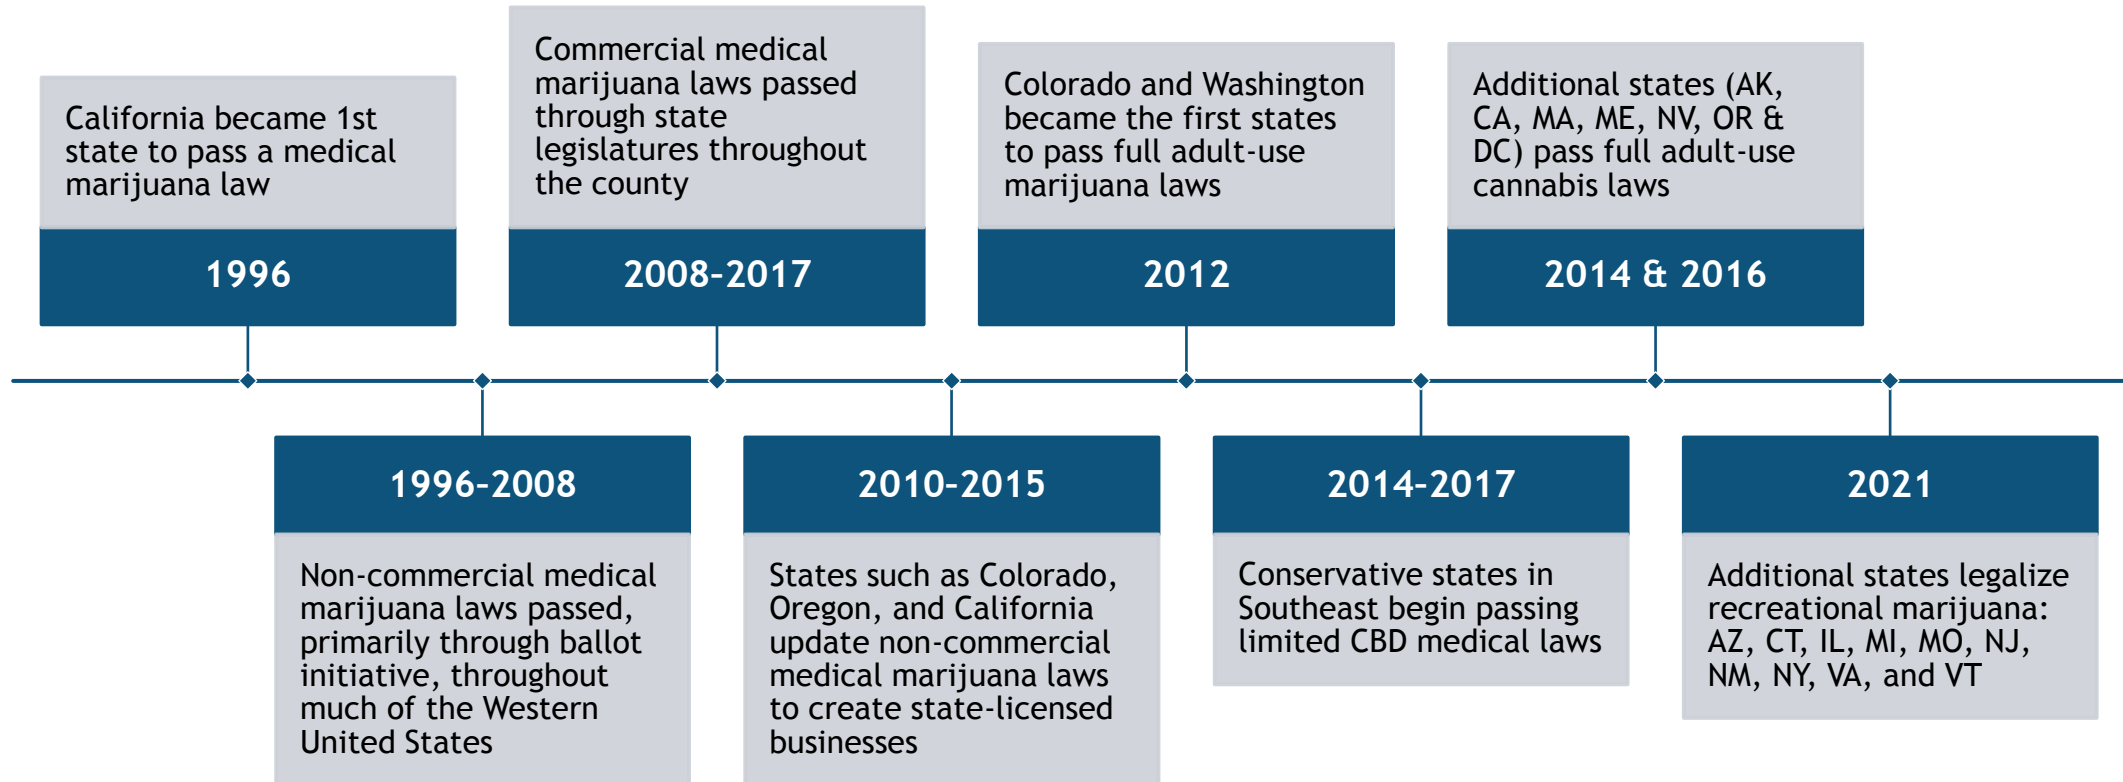 California became 1st
state to pass a medical
marijuana law
1996
Non-commercial medical
marijuana laws passed,
primarily through ballot
initiative, throughout
much of the Western
United States
1996-2008
Commercial medical
marijuana laws passed
through state
legislatures throughout
the county
2008-2017
States such as Colorado,
Oregon, and California
update non-commercial
medical marijuana laws
to create state-licensed
businesses
2010-2015
Colorado and Washington
became the first states
to pass full adult-use
marijuana laws
2012
Conservative states in
Southeast begin passing
limited CBD medical laws
2014-2017
Additional states (AK,
CA, MA, ME, NV, OR &
DC) pass full adult-use
cannabis laws
2014 & 2016
2021
Additional states legalize
recreational marijuana:
AZ, CT, IL, MI, MO, NJ,
NM, NY, VA, and VT